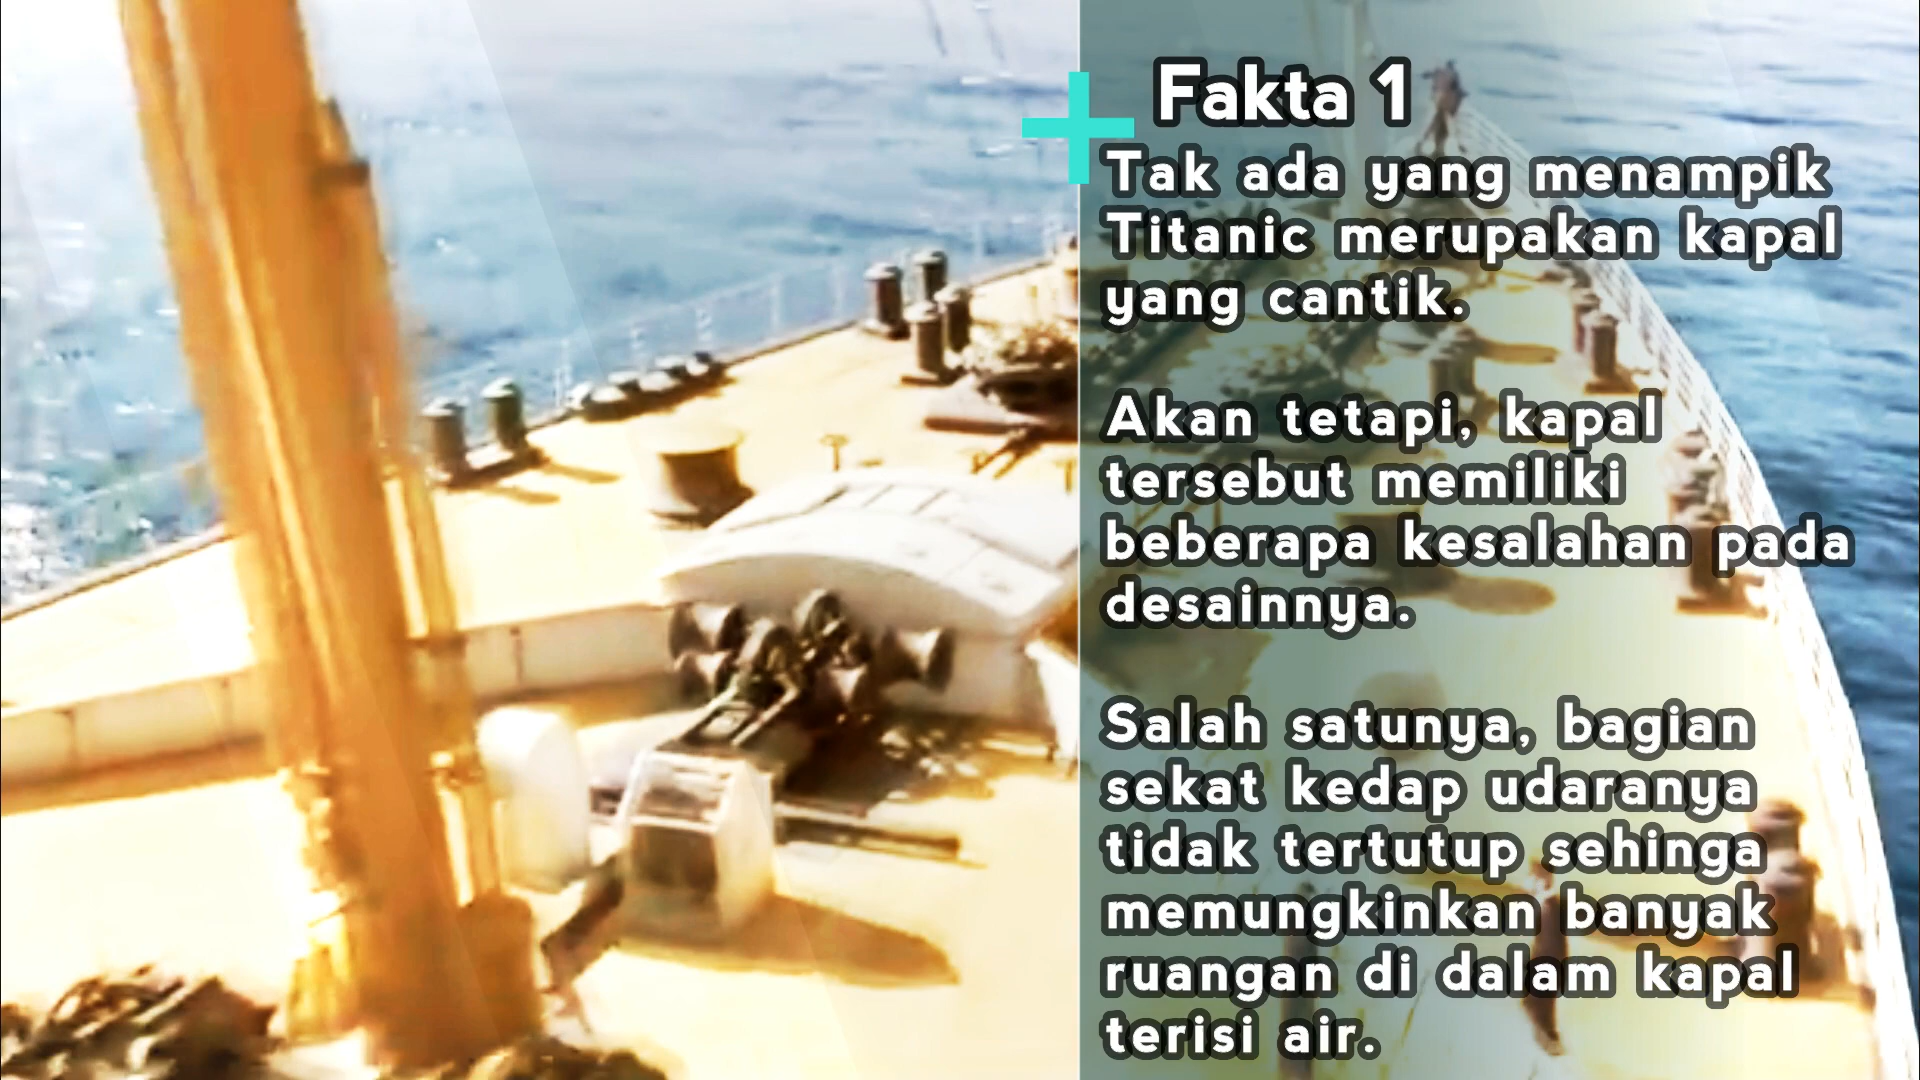 Fakta 1
Tak ada yang menampik
Titanic merupakan kapal
yang cantik.
Akan tetapi, kapal
tersebut memiliki
beberapa kesalahan pada
desainnya.
Salah satunya, bagian
sekat kedap udaranya
tidak tertutup sehinga
memungkinkan banyak
ruangan di dalam kapal
terisi air.